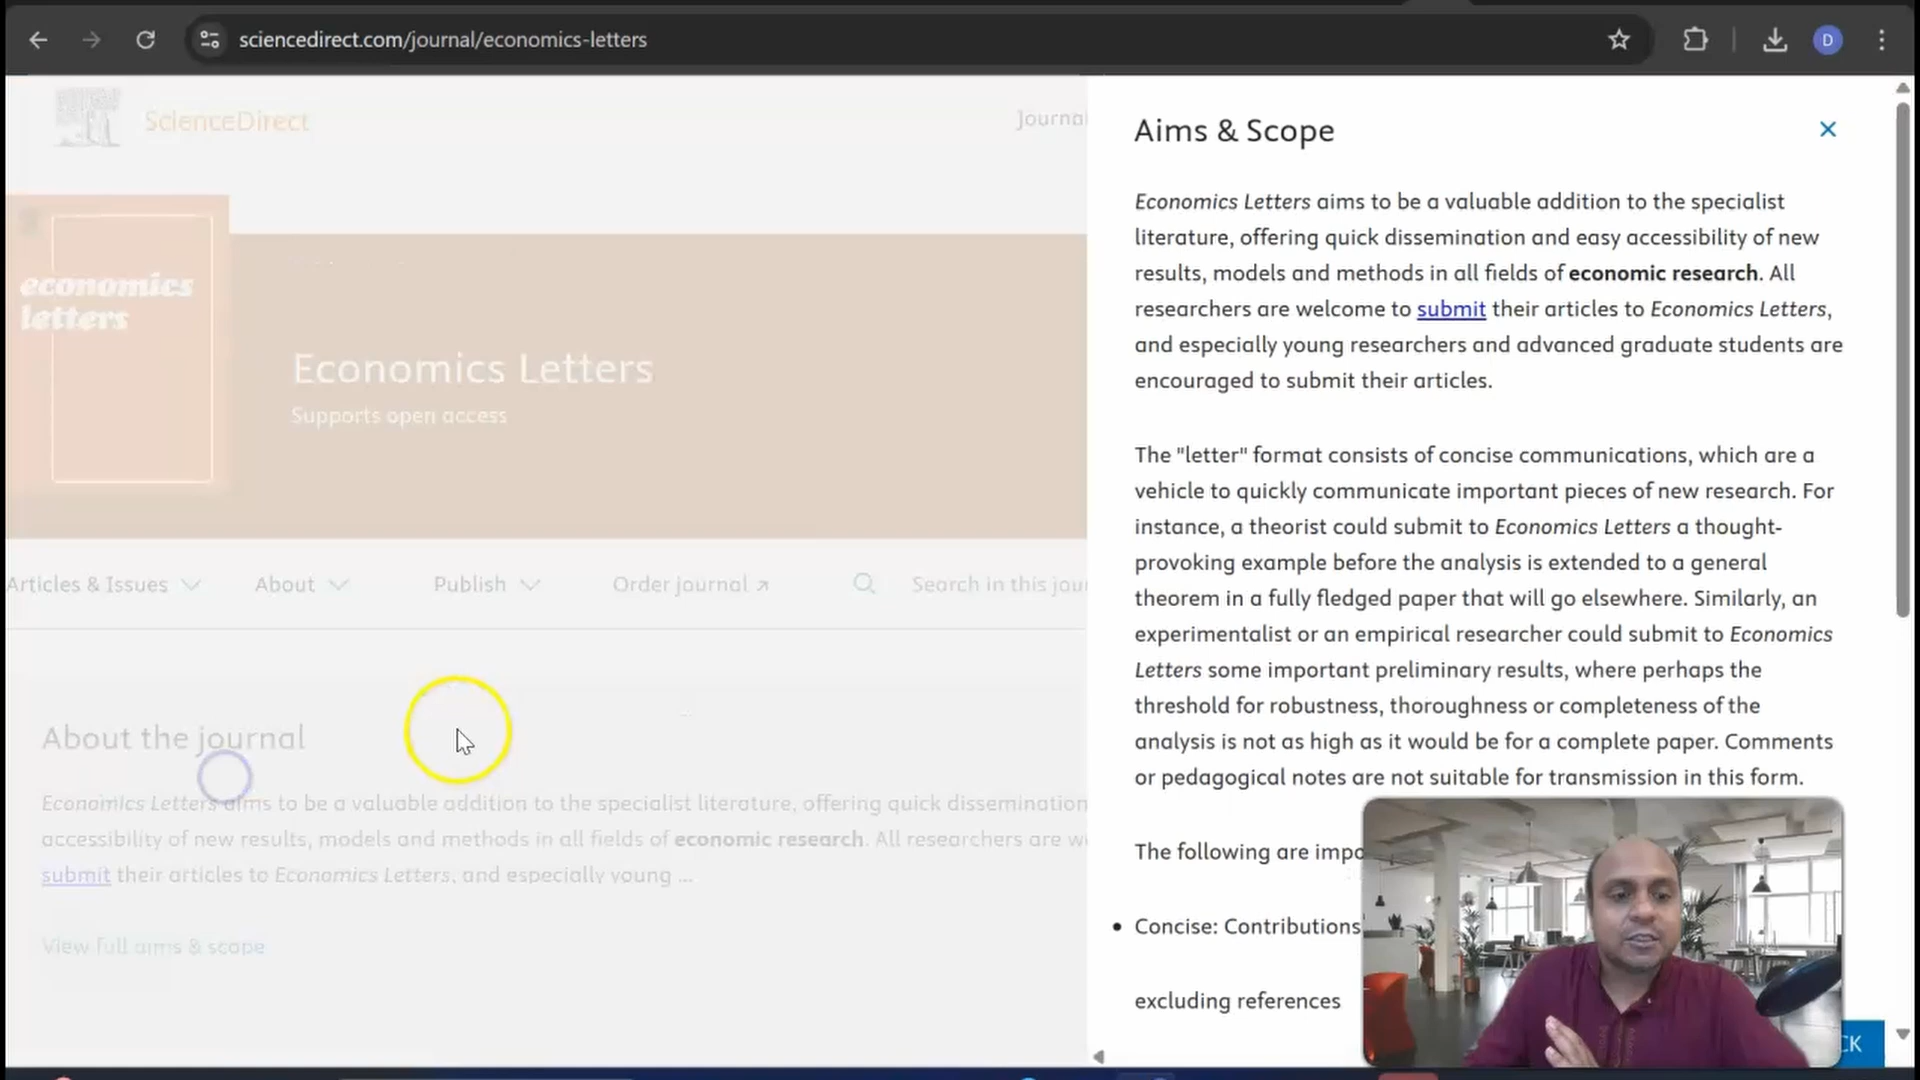 sciencedirect.com/journal/economics-letters
D
ScienceDirect
Journal
economics
letters
Economics Letters
Supports open access
Articles & Issues
About
Publish
Order journal ↗
Search in this jour
About the journal
Economics Letters aims to be a valuable addition to the specialist literature, offering quick dissemination
accessibility of new results, models and methods in all fields of economic research. All researchers are we
submit their articles to Economics Letters, and especially young ...
View full aims & scope
Aims & Scope
Economics Letters aims to be a valuable addition to the specialist
literature, offering quick dissemination and easy accessibility of new
results, models and methods in all fields of economic research. All
researchers are welcome to submit their articles to Economics Letters,
and especially young researchers and advanced graduate students are
encouraged to submit their articles.
The "letter" format consists of concise communications, which are a
vehicle to quickly communicate important pieces of new research. For
instance, a theorist could submit to Economics Letters a thought-
provoking example before the analysis is extended to a general
theorem in a fully fledged paper that will go elsewhere. Similarly, an
experimentalist or an empirical researcher could submit to Economics
Letters some important preliminary results, where perhaps the
threshold for robustness, thoroughness or completeness of the
analysis is not as high as it would be for a complete paper. Comments
or pedagogical notes are not suitable for transmission in this form.
The following are impo
• Concise: Contributions
excluding references
CK